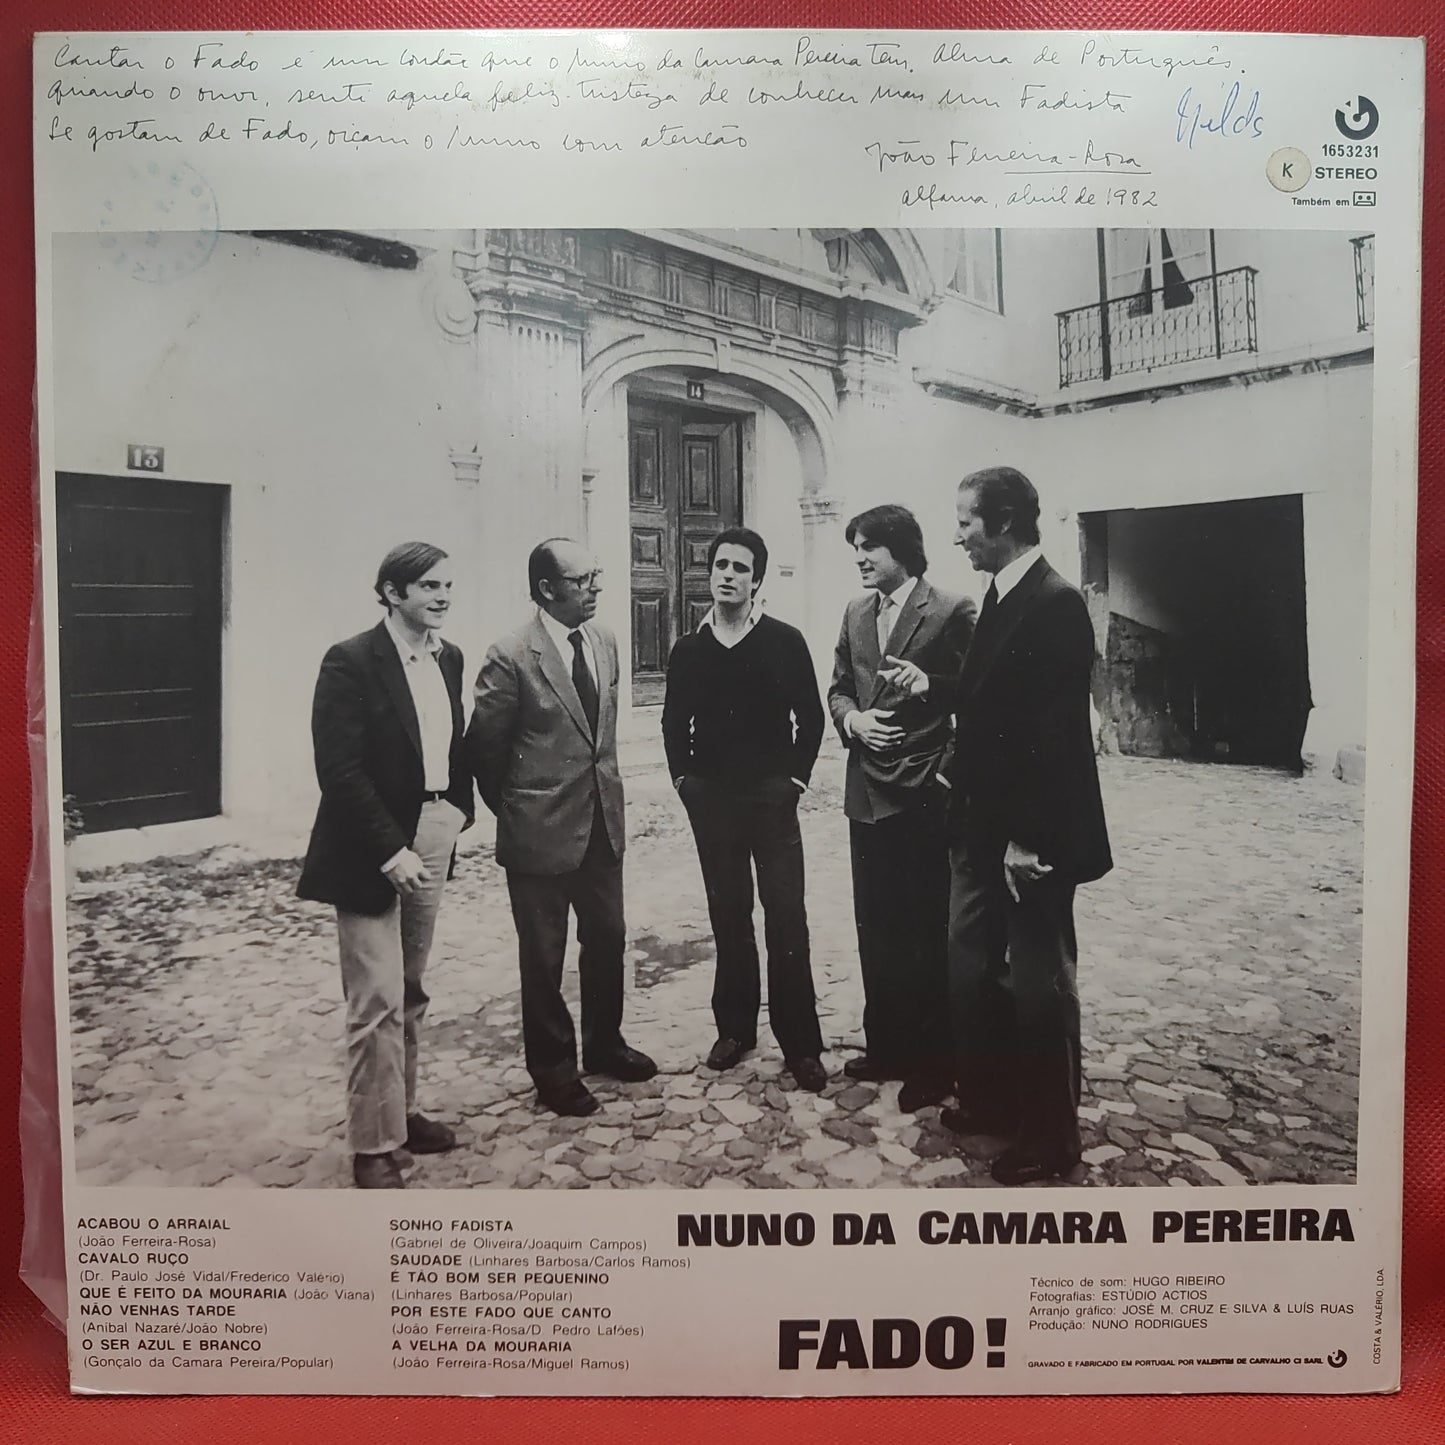 Cantar o Fado é um condão que o Nuno da Camara Pereira tem. Alma de Português.
Quando o ouvi, senti aquela feliz tristeza de conhecer mais um Fadista
Se gostam de Fado, oiçam o Nuno com atenção
João Ferreira-Rosa
Alfama, abril de 1982
1653231
K STEREO
Também em
13
14
NUNO DA CAMARA PEREIRA
FADO!
ACABOU O ARRAIAL
(João Ferreira-Rosa)
CAVALO RUÇO
(Dr. Paulo José Vidal/Frederico Valério)
QUE É FEITO DA MOURARIA (João Viana)
NÃO VENHAS TARDE
(Aníbal Nazaré/João Nobre)
O SER AZUL E BRANCO
(Gonçalo da Camara Pereira/Popular)
SONHO FADISTA
(Gabriel de Oliveira/Joaquim Campos)
SAUDADE (Linhares Barbosa/Carlos Ramos)
É TÃO BOM SER PEQUENINO
(Linhares Barbosa/Popular)
POR ESTE FADO QUE CANTO
(João Ferreira-Rosa/D. Pedro Lafões)
A VELHA DA MOURARIA
(João Ferreira-Rosa/Miguel Ramos)
Técnico de som: HUGO RIBEIRO
Fotografias: ESTÚDIO ACTIOS
Arranjo gráfico: JOSÉ M. CRUZ E SILVA & LUÍS RUAS
Produção: NUNO RODRIGUES
GRAVADO E FABRICADO EM PORTUGAL POR VALENTIM DE CARVALHO CI SARL
COSTA & VALÉRIO, LDA